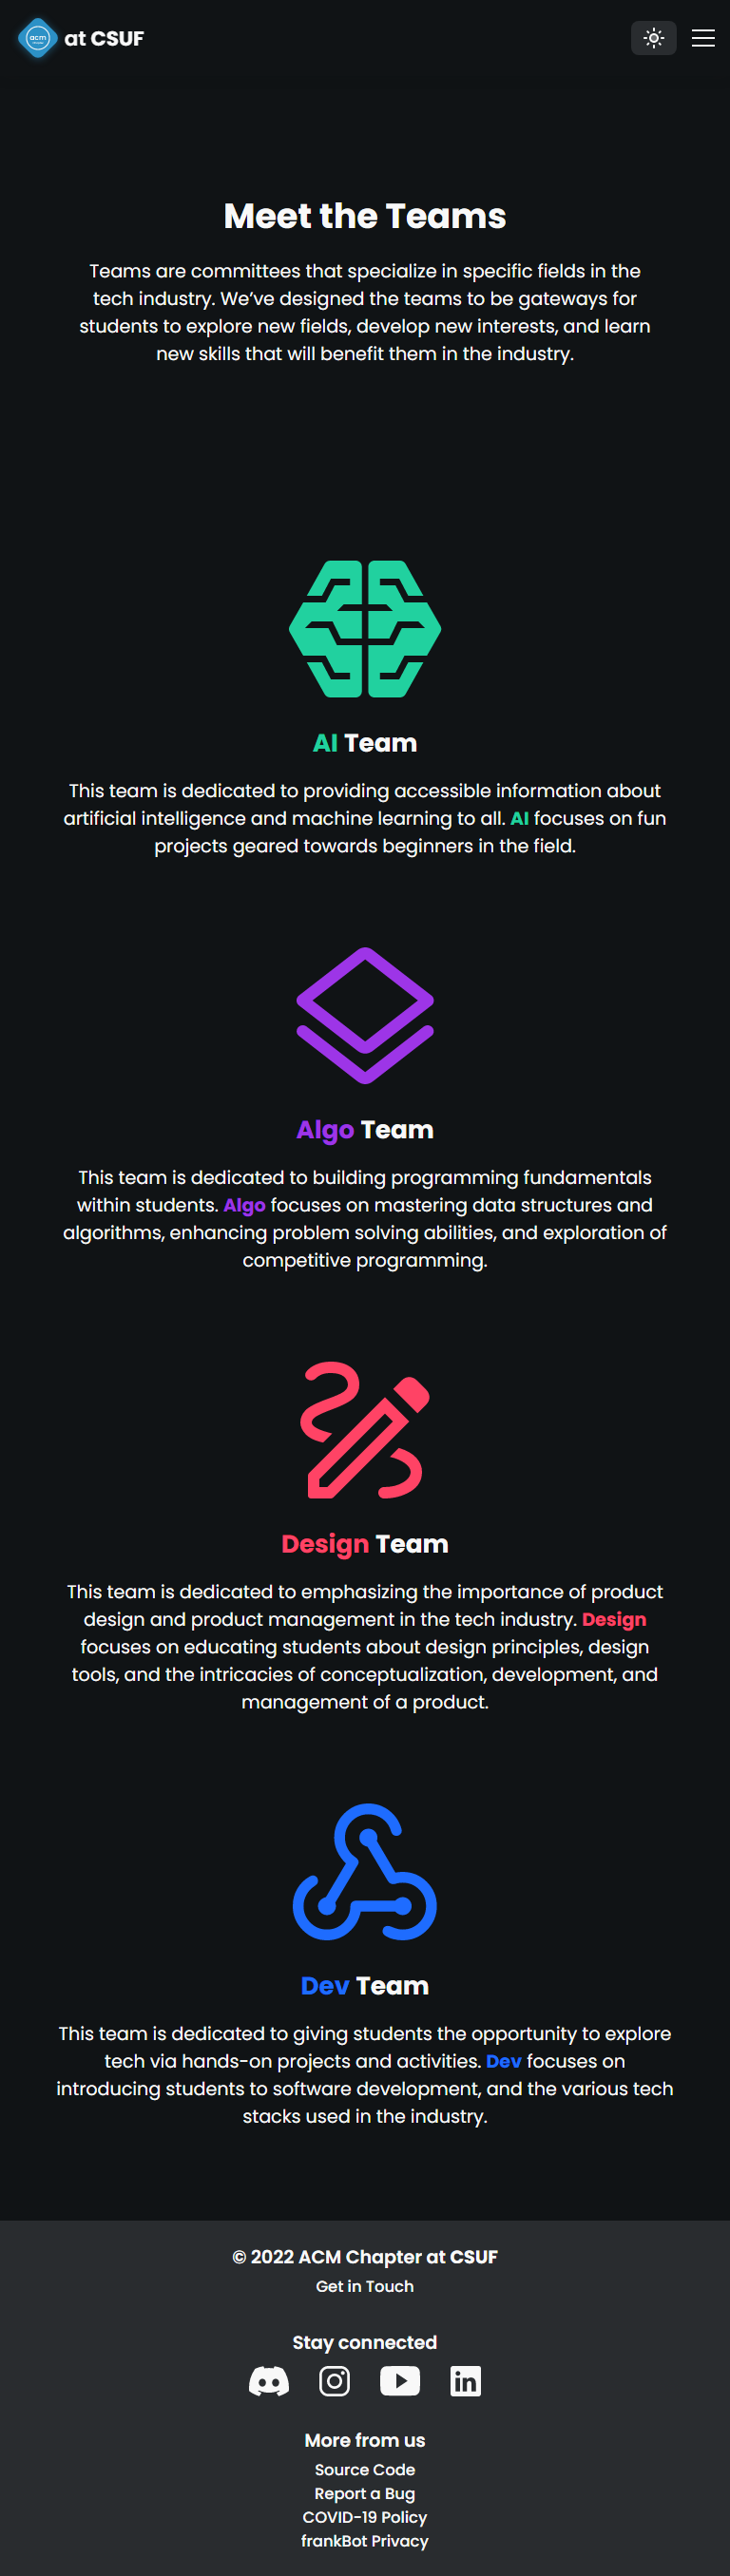 acm
at CSUF
Meet the Teams
Teams are committees that specialize in specific fields in the
tech industry. We’ve designed the teams to be gateways for
students to explore new fields, develop new interests, and learn
new skills that will benefit them in the industry.
AI Team
This team is dedicated to providing accessible information about
artificial intelligence and machine learning to all. AI focuses on fun
projects geared towards beginners in the field.
Algo Team
This team is dedicated to building programming fundamentals
within students. Algo focuses on mastering data structures and
algorithms, enhancing problem solving abilities, and exploration of
competitive programming.
Design Team
This team is dedicated to emphasizing the importance of product
design and product management in the tech industry. Design
focuses on educating students about design principles, design
tools, and the intricacies of conceptualization, development, and
management of a product.
Dev Team
This team is dedicated to giving students the opportunity to explore
tech via hands-on projects and activities. Dev focuses on
introducing students to software development, and the various tech
stacks used in the industry.
© 2022 ACM Chapter at CSUF
Get in Touch
Stay connected
in
More from us
Source Code
Report a Bug
COVID-19 Policy
frankBot Privacy